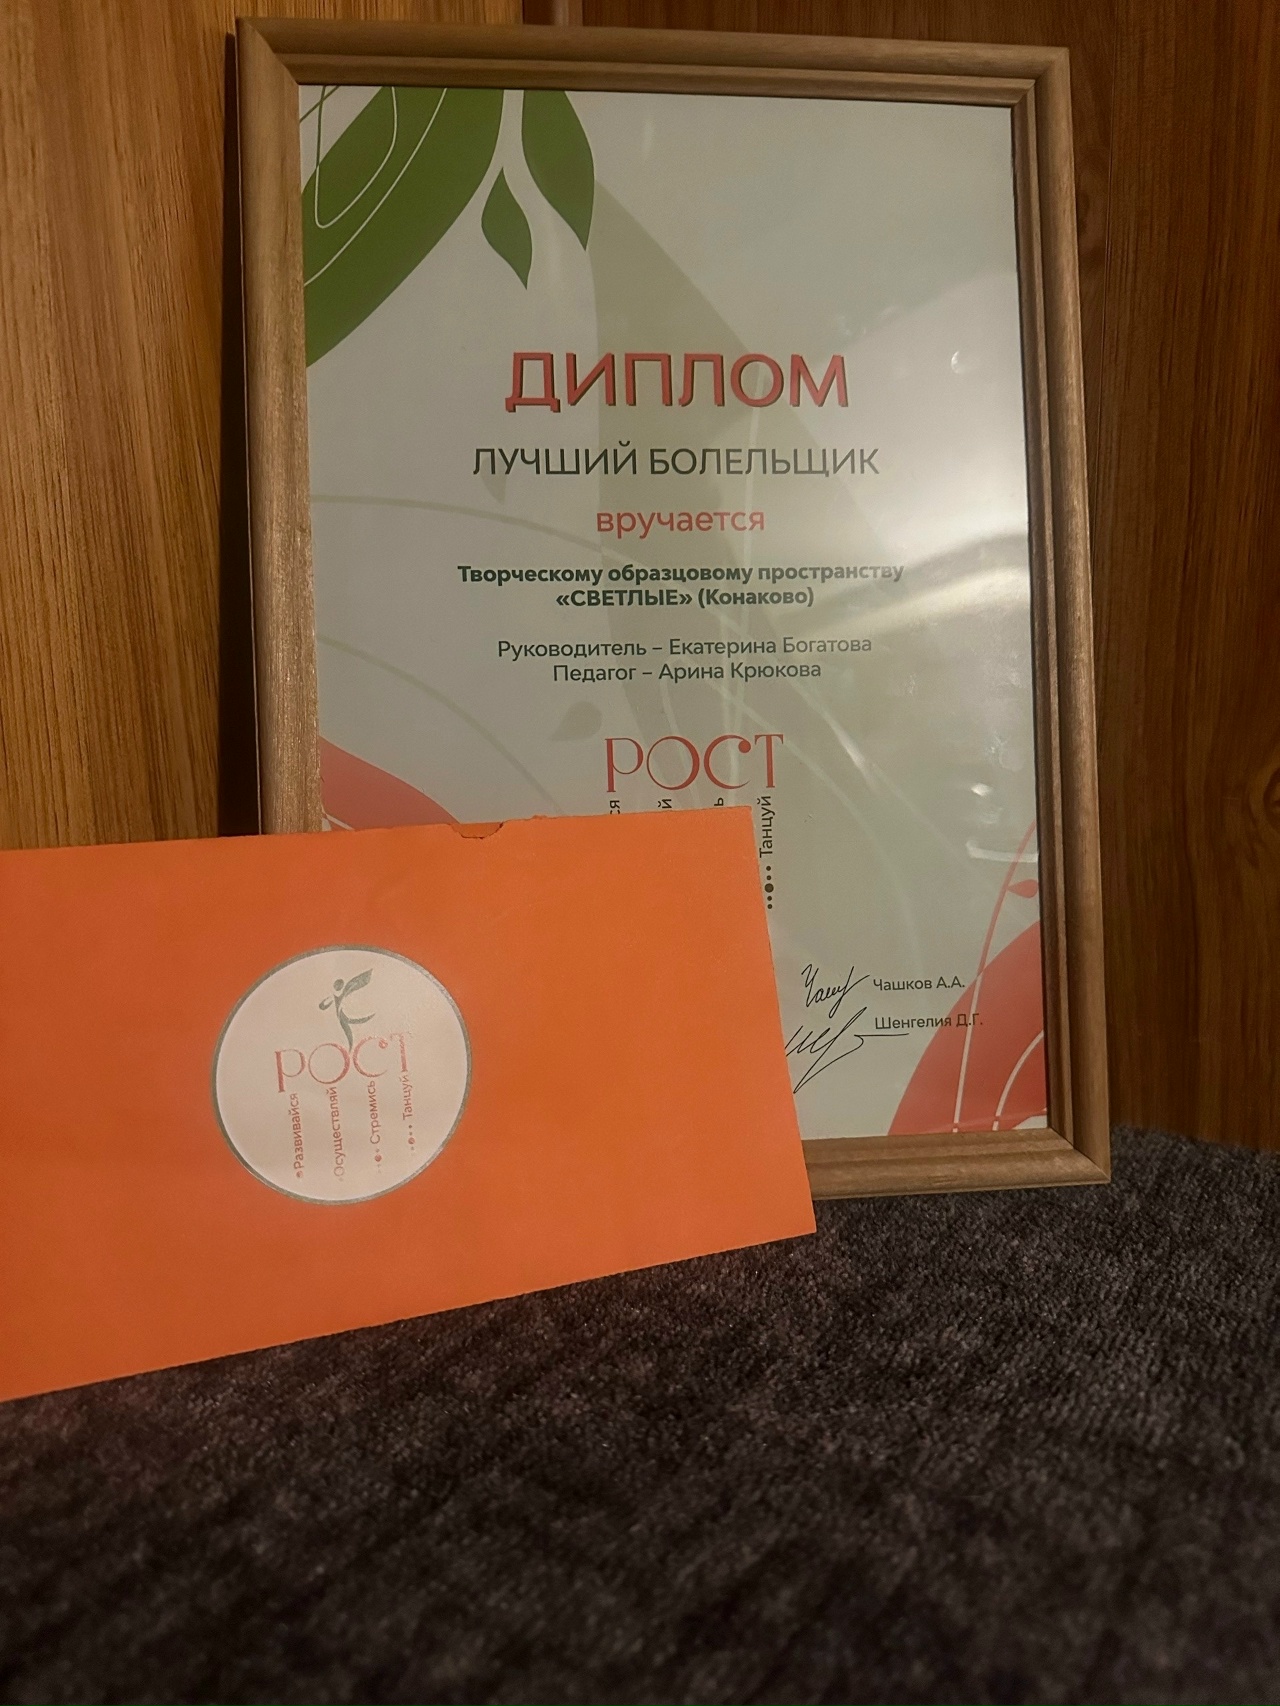 ДИПЛОМ
ЛУЧШИЙ БОЛЕЛЬЩИК
вручается
Творческому образцовому пространству
«СВЕТЛЫЕ» (Конаково)
Руководитель – Екатерина Богатова
Педагог – Арина Крюкова
РОСТ
Танцуй
Чашков А.А.
Шенгелия Д.Г.
РОСТ
Развивайся
Осуществляй
Стремись
Танцуй